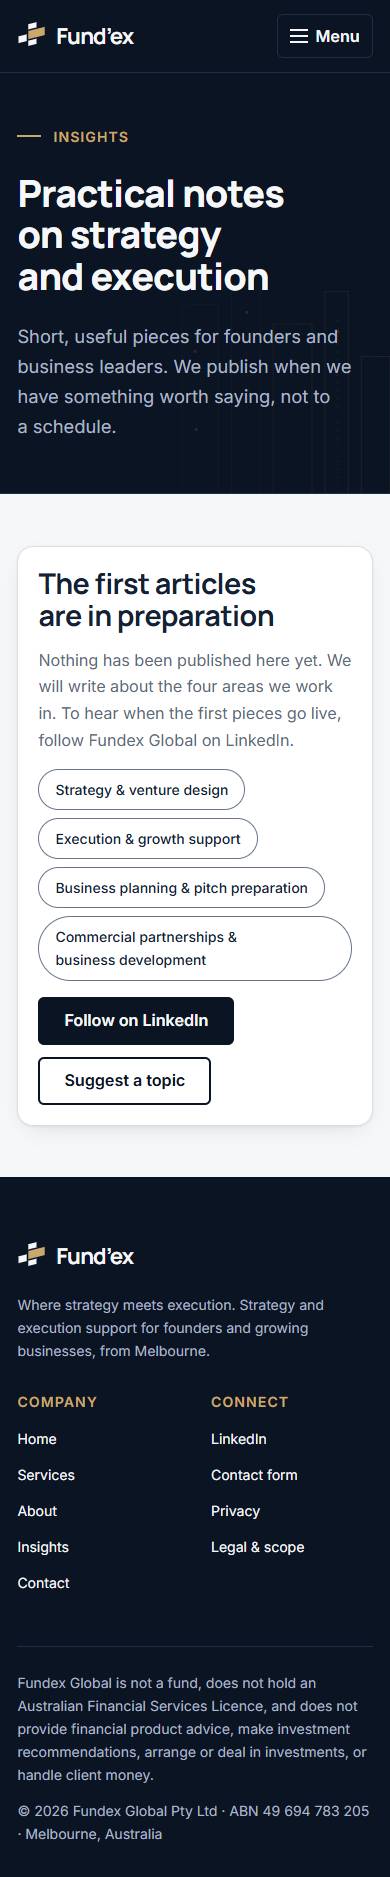 Fund’ex
Menu
INSIGHTS
Practical notes
on strategy
and execution
Short, useful pieces for founders and
business leaders. We publish when we
have something worth saying, not to
a schedule.
The first articles
are in preparation
Nothing has been published here yet. We
will write about the four areas we work
in. To hear when the first pieces go live,
follow Fundex Global on LinkedIn.
Strategy & venture design
Execution & growth support
Business planning & pitch preparation
Commercial partnerships &
business development
Follow on LinkedIn
Suggest a topic
Fund’ex
Where strategy meets execution. Strategy and
execution support for founders and growing
businesses, from Melbourne.
COMPANY
Home
Services
About
Insights
Contact
CONNECT
LinkedIn
Contact form
Privacy
Legal & scope
Fundex Global is not a fund, does not hold an
Australian Financial Services Licence, and does not
provide financial product advice, make investment
recommendations, arrange or deal in investments, or
handle client money.
© 2026 Fundex Global Pty Ltd · ABN 49 694 783 205
· Melbourne, Australia